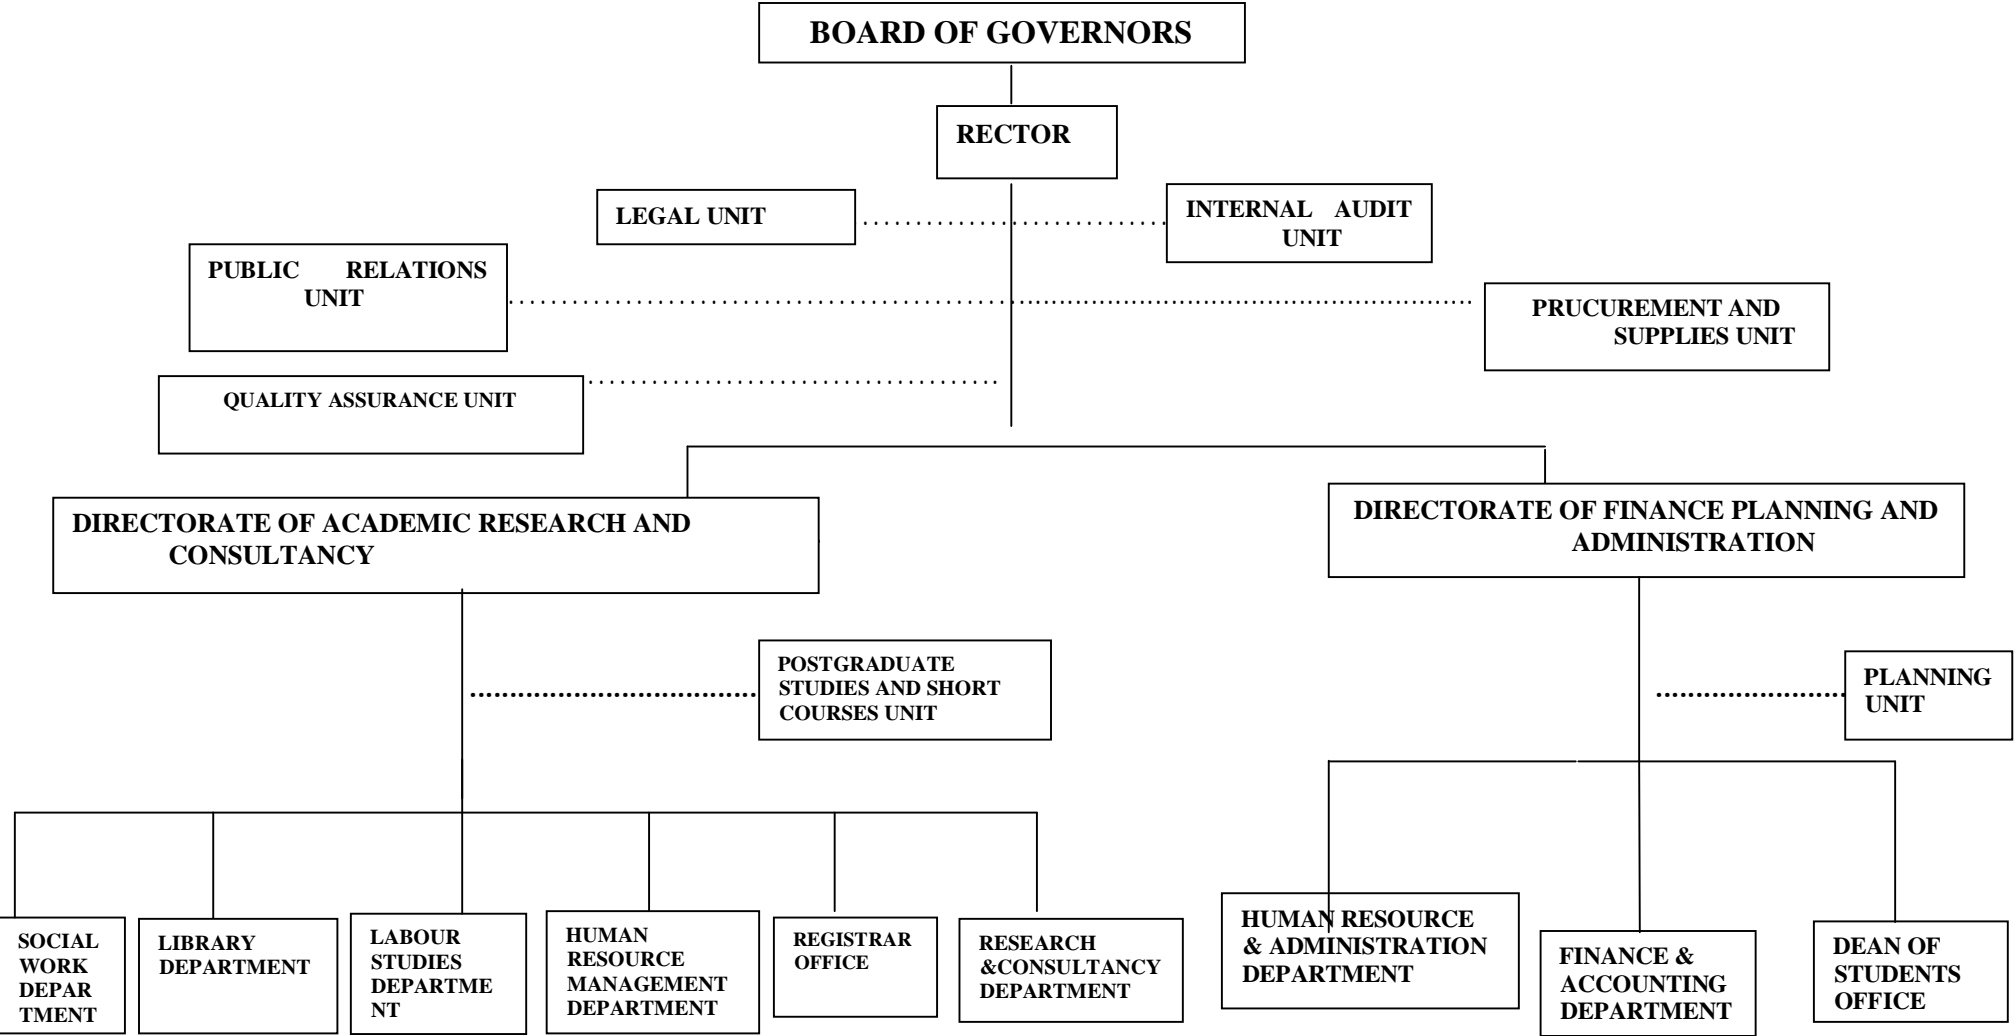 BOARD OF GOVERNORS
RECTOR
LEGAL UNIT
INTERNAL AUDIT
UNIT
PUBLIC RELATIONS
UNIT
PRUCUREMENT AND
SUPPLIES UNIT
QUALITY ASSURANCE UNIT
DIRECTORATE OF ACADEMIC RESEARCH AND
CONSULTANCY
DIRECTORATE OF FINANCE PLANNING AND
ADMINISTRATION
POSTGRADUATE
STUDIES AND SHORT
COURSES UNIT
PLANNING
UNIT
SOCIAL
WORK
DEPAR
TMENT
LIBRARY
DEPARTMENT
LABOUR
STUDIES
DEPARTME
NT
HUMAN
RESOURCE
MANAGEMENT
DEPARTMENT
REGISTRAR
OFFICE
RESEARCH
&CONSULTANCY
DEPARTMENT
HUMAN RESOURCE
& ADMINISTRATION
DEPARTMENT
FINANCE &
ACCOUNTING
DEPARTMENT
DEAN OF
STUDENTS
OFFICE